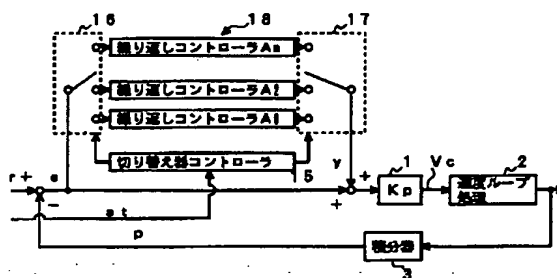 16 18 17
繰り返しコントローラAn
繰り返しコントローラA2
繰り返しコントローラA1
切り替え器コントローラ
5 y
r+ e + 1 Vc 2
- + Kp 速度ループ処理
st
p 積分器
3